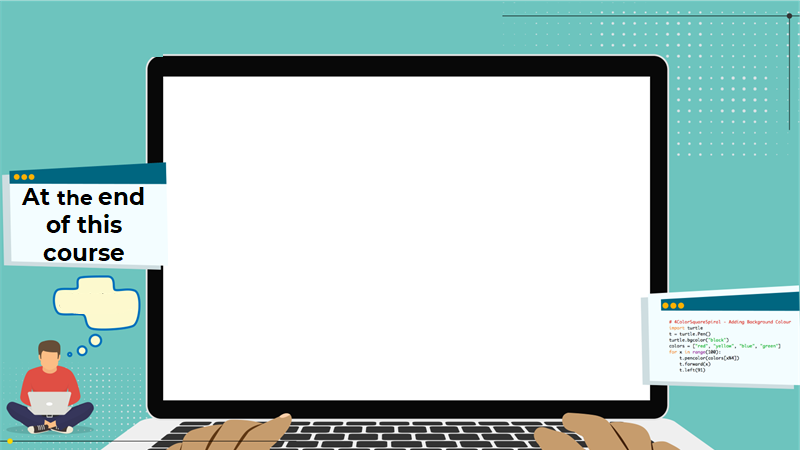 At the end
of this
course
# 4ColorSquareSpiral - Adding Background Colour
import turtle
t = turtle.Pen()
turtle.bgcolor("black")
colors = ["red", "yellow", "blue", "green"]
for x in range(100):
    t.pencolor(colors[x%4])
    t.forward(x)
    t.left(91)